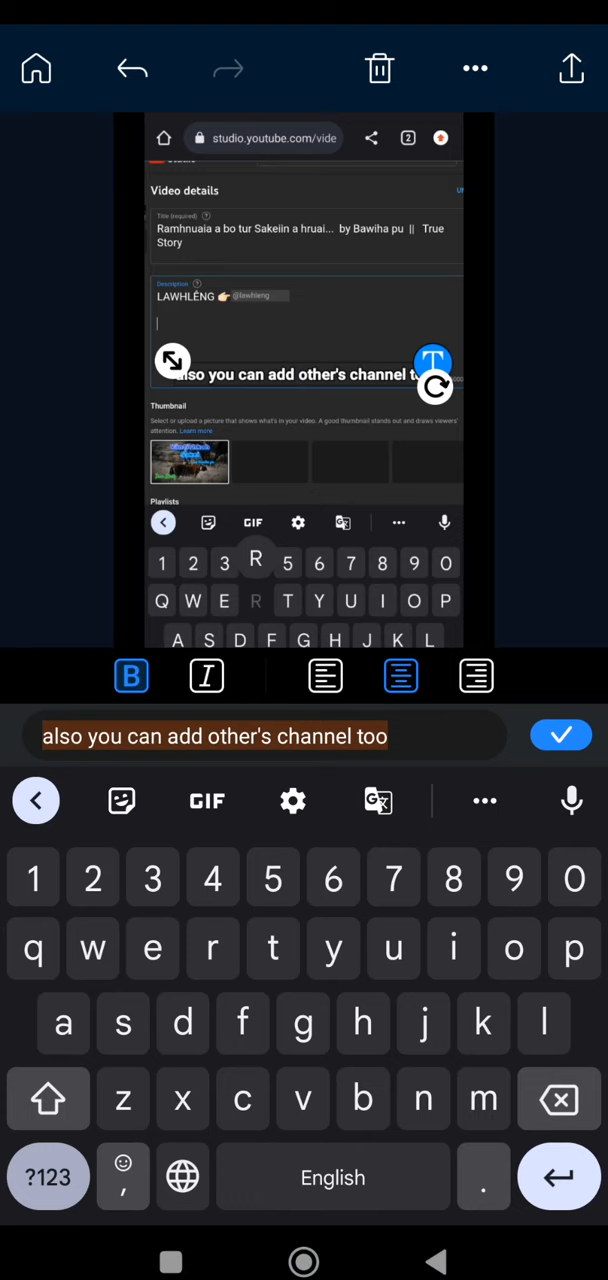 studio.youtube.com/vide
2
Video details
UN
Title (required)
Ramhnuaia a bo tur Sakeiin a hruai... by Bawiha pu || True
Story
Description
LAWHLÊNG 👉🏻 @lawhleng
also you can add other's channel t
Thumbnail
Select or upload a picture that shows what's in your video. A good thumbnail stands out and draws viewers'
attention. Learn more
Playlists
GIF
R
1 2 3 5 6 7 8 9 0
Q W E R T Y U I O P
A S D F G H J K L
B I
also you can add other's channel too
GIF
1 2 3 4 5 6 7 8 9 0
q w e r t y u i o p
a s d f g h j k l
z x c v b n m
?123 , English .